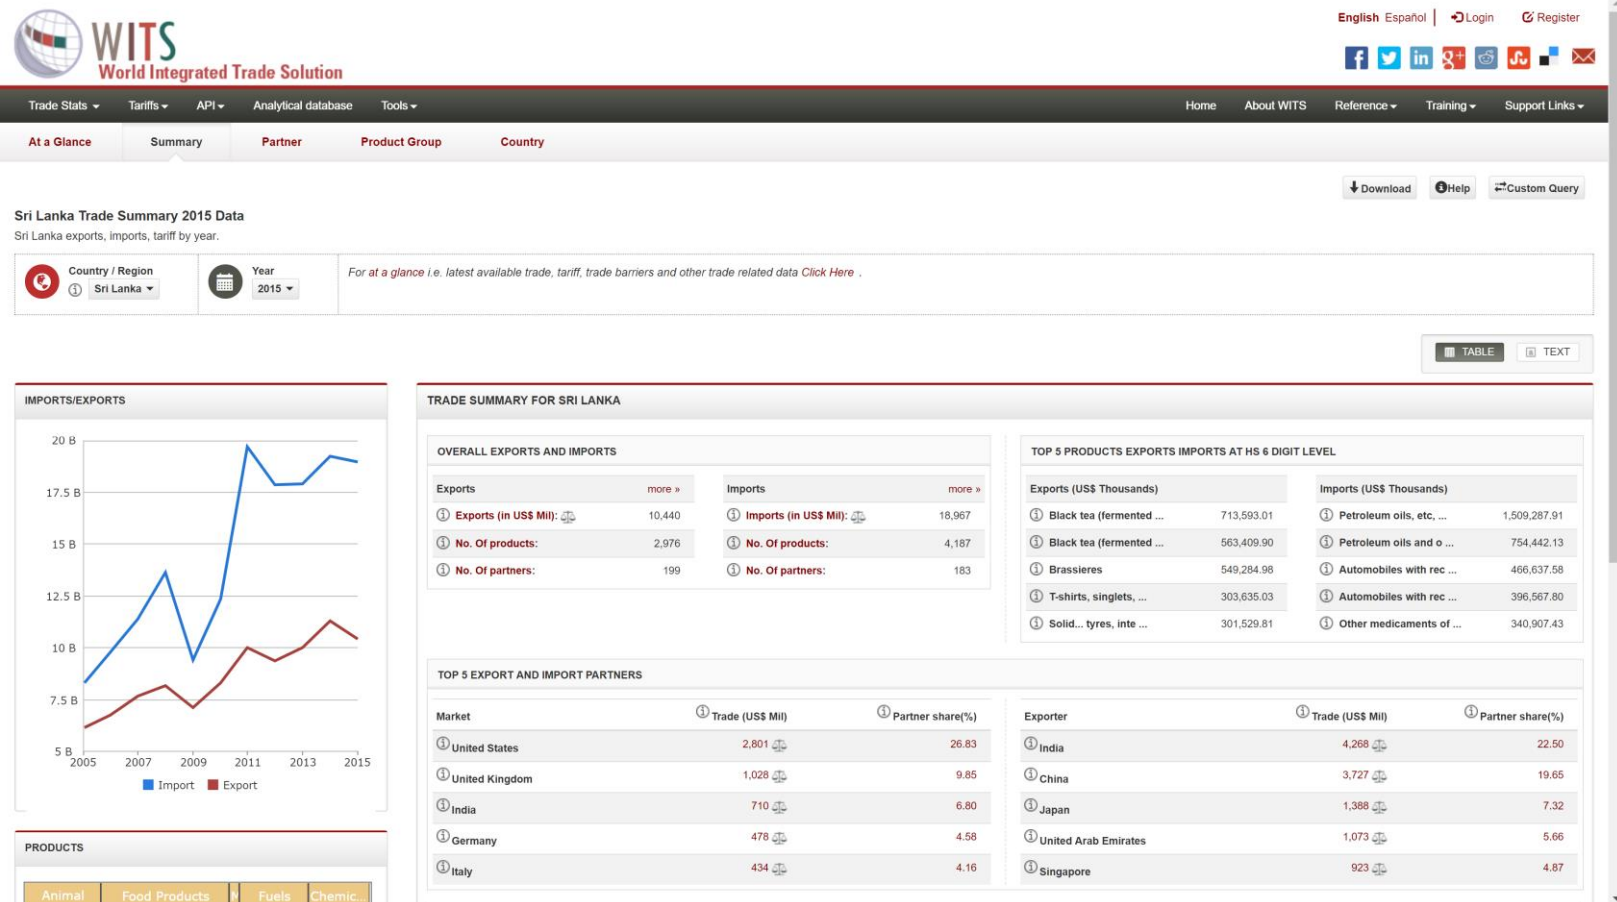 English Español Login Register
WITS
World Integrated Trade Solution
Trade Stats Tariffs API Analytical database Tools Home About WITS Reference Training Support Links
At a Glance Summary Partner Product Group Country
Download Help Custom Query
Sri Lanka Trade Summary 2015 Data
Sri Lanka exports, imports, tariff by year.
Country / Region
Sri Lanka
Year
2015
For at a glance i.e. latest available trade, tariff, trade barriers and other trade related data Click Here .
TABLE TEXT
IMPORTS/EXPORTS
20 B
17.5 B
15 B
12.5 B
10 B
7.5 B
5 B
2005 2007 2009 2011 2013 2015
Import Export
PRODUCTS
Animal Food Products Fuels Chemic...
TRADE SUMMARY FOR SRI LANKA
OVERALL EXPORTS AND IMPORTS
Exports more » Imports more »
Exports (in US$ Mil): 10,440 Imports (in US$ Mil): 18,967
No. Of products: 2,976 No. Of products: 4,187
No. Of partners: 199 No. Of partners: 183
TOP 5 PRODUCTS EXPORTS IMPORTS AT HS 6 DIGIT LEVEL
Exports (US$ Thousands) Imports (US$ Thousands)
Black tea (fermented ... 713,593.01 Petroleum oils, etc, ... 1,509,287.91
Black tea (fermented ... 563,409.90 Petroleum oils and o ... 754,442.13
Brassieres 549,284.98 Automobiles with rec ... 466,637.58
T-shirts, singlets, ... 303,635.03 Automobiles with rec ... 396,567.80
Solid... tyres, inte ... 301,529.81 Other medicaments of ... 340,907.43
TOP 5 EXPORT AND IMPORT PARTNERS
Market Trade (US$ Mil) Partner share(%) Exporter Trade (US$ Mil) Partner share(%)
United States 2,801 26.83 India 4,268 22.50
United Kingdom 1,028 9.85 China 3,727 19.65
India 710 6.80 Japan 1,388 7.32
Germany 478 4.58 United Arab Emirates 1,073 5.66
Italy 434 4.16 Singapore 923 4.87